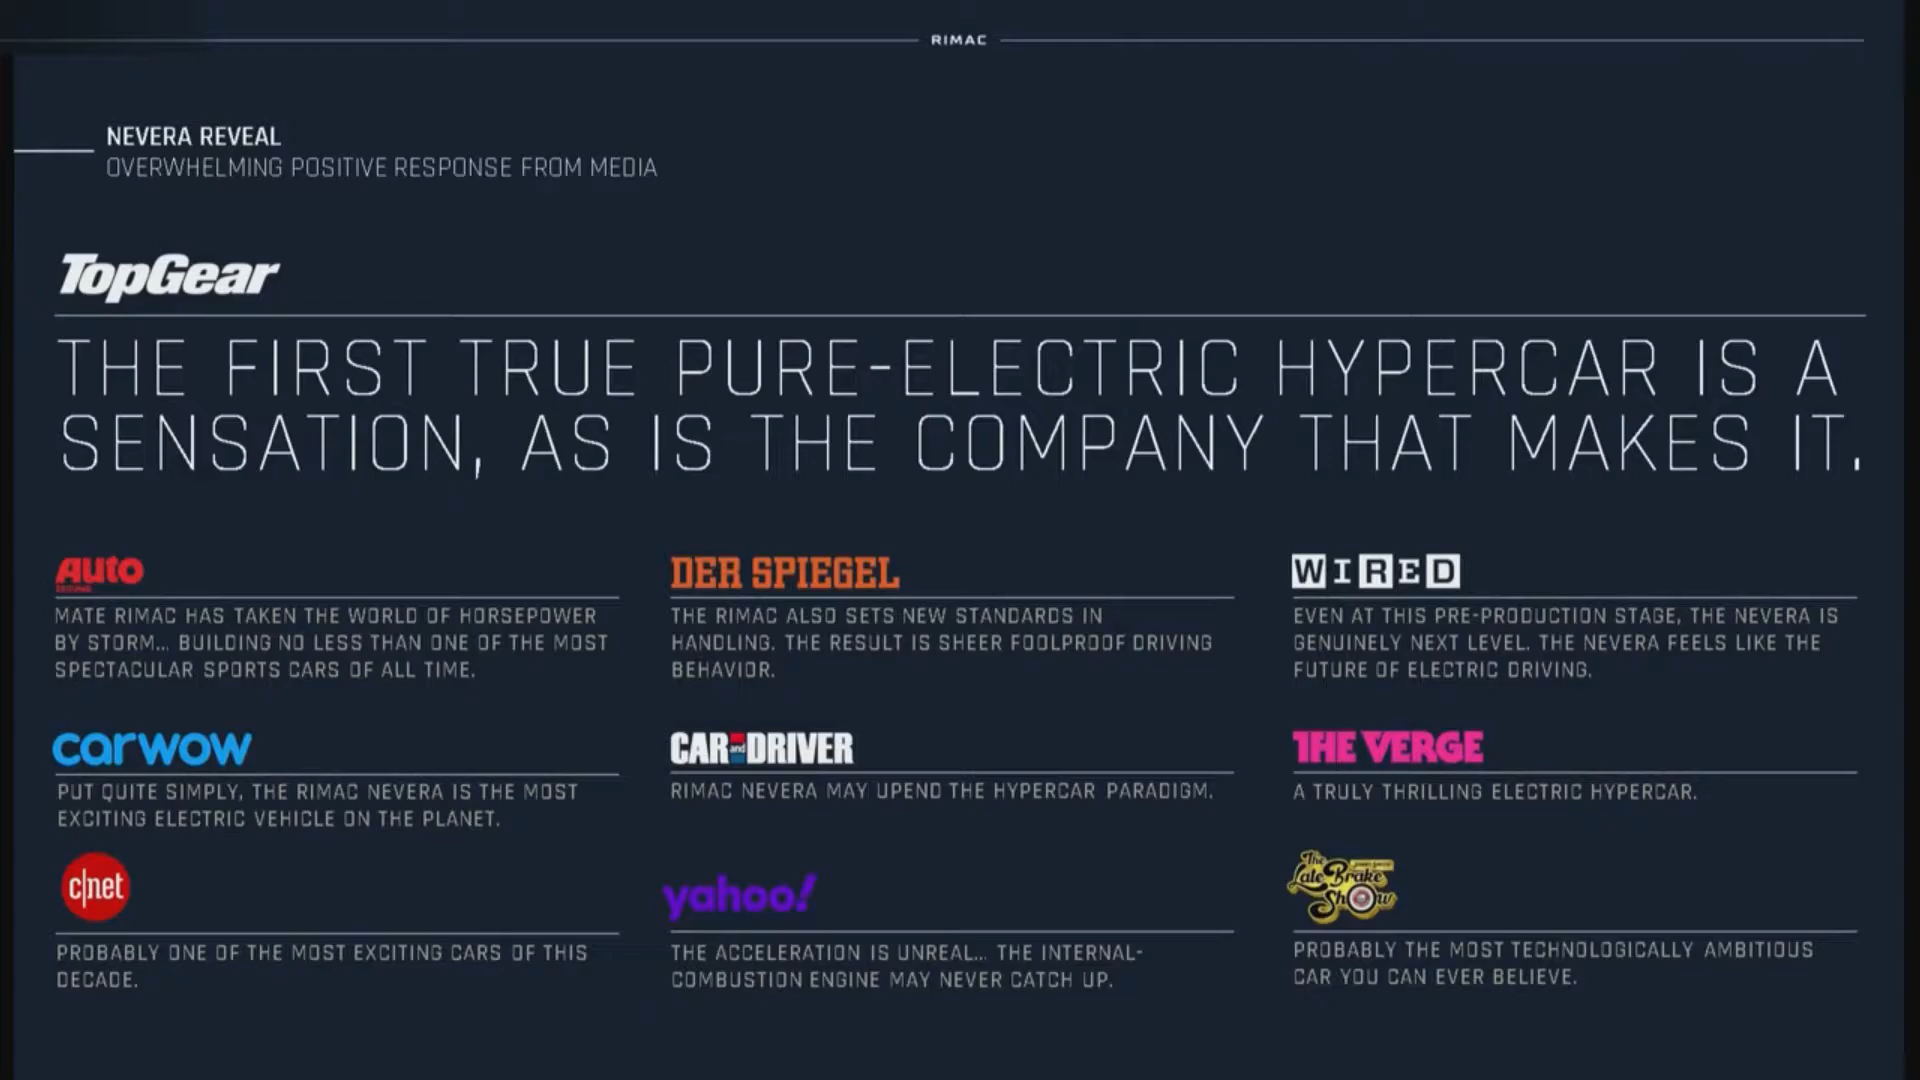 RIMAC
NEVERA REVEAL
OVERWHELMING POSITIVE RESPONSE FROM MEDIA
TopGear
THE FIRST TRUE PURE-ELECTRIC HYPERCAR IS A
SENSATION, AS IS THE COMPANY THAT MAKES IT.
AUTO
MATE RIMAC HAS TAKEN THE WORLD OF HORSEPOWER
BY STORM... BUILDING NO LESS THAN ONE OF THE MOST
SPECTACULAR SPORTS CARS OF ALL TIME.
DER SPIEGEL
THE RIMAC ALSO SETS NEW STANDARDS IN
HANDLING. THE RESULT IS SHEER FOOLPROOF DRIVING
BEHAVIOR.
WIRED
EVEN AT THIS PRE-PRODUCTION STAGE, THE NEVERA IS
GENUINELY NEXT LEVEL. THE NEVERA FEELS LIKE THE
FUTURE OF ELECTRIC DRIVING.
carwow
PUT QUITE SIMPLY, THE RIMAC NEVERA IS THE MOST
EXCITING ELECTRIC VEHICLE ON THE PLANET.
CAR and DRIVER
RIMAC NEVERA MAY UPEND THE HYPERCAR PARADIGM.
THE VERGE
A TRULY THRILLING ELECTRIC HYPERCAR.
c|net
PROBABLY ONE OF THE MOST EXCITING CARS OF THIS
DECADE.
yahoo!
THE ACCELERATION IS UNREAL... THE INTERNAL-
COMBUSTION ENGINE MAY NEVER CATCH UP.
The
Late Brake
Show
PROBABLY THE MOST TECHNOLOGICALLY AMBITIOUS
CAR YOU CAN EVER BELIEVE.